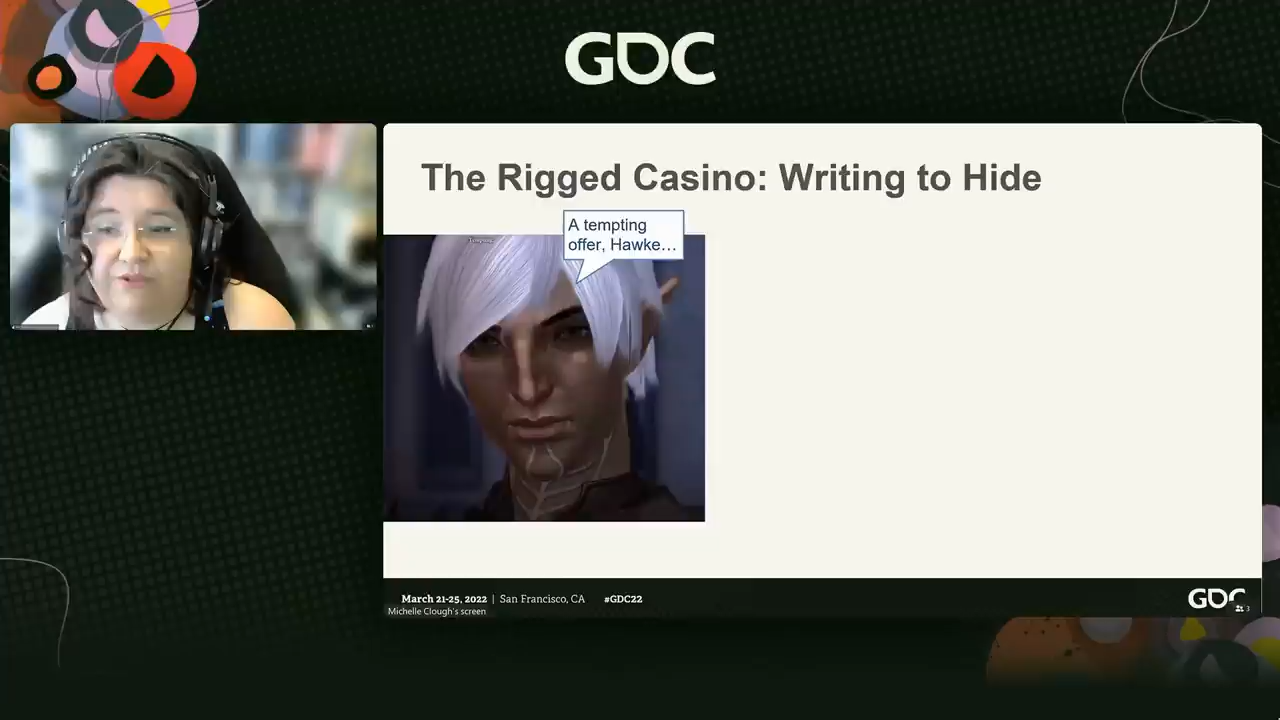 GDC
The Rigged Casino: Writing to Hide
A tempting
offer, Hawke…
March 21-25, 2022 | San Francisco, CA #GDC22
GDC
Michelle Clough's screen
3